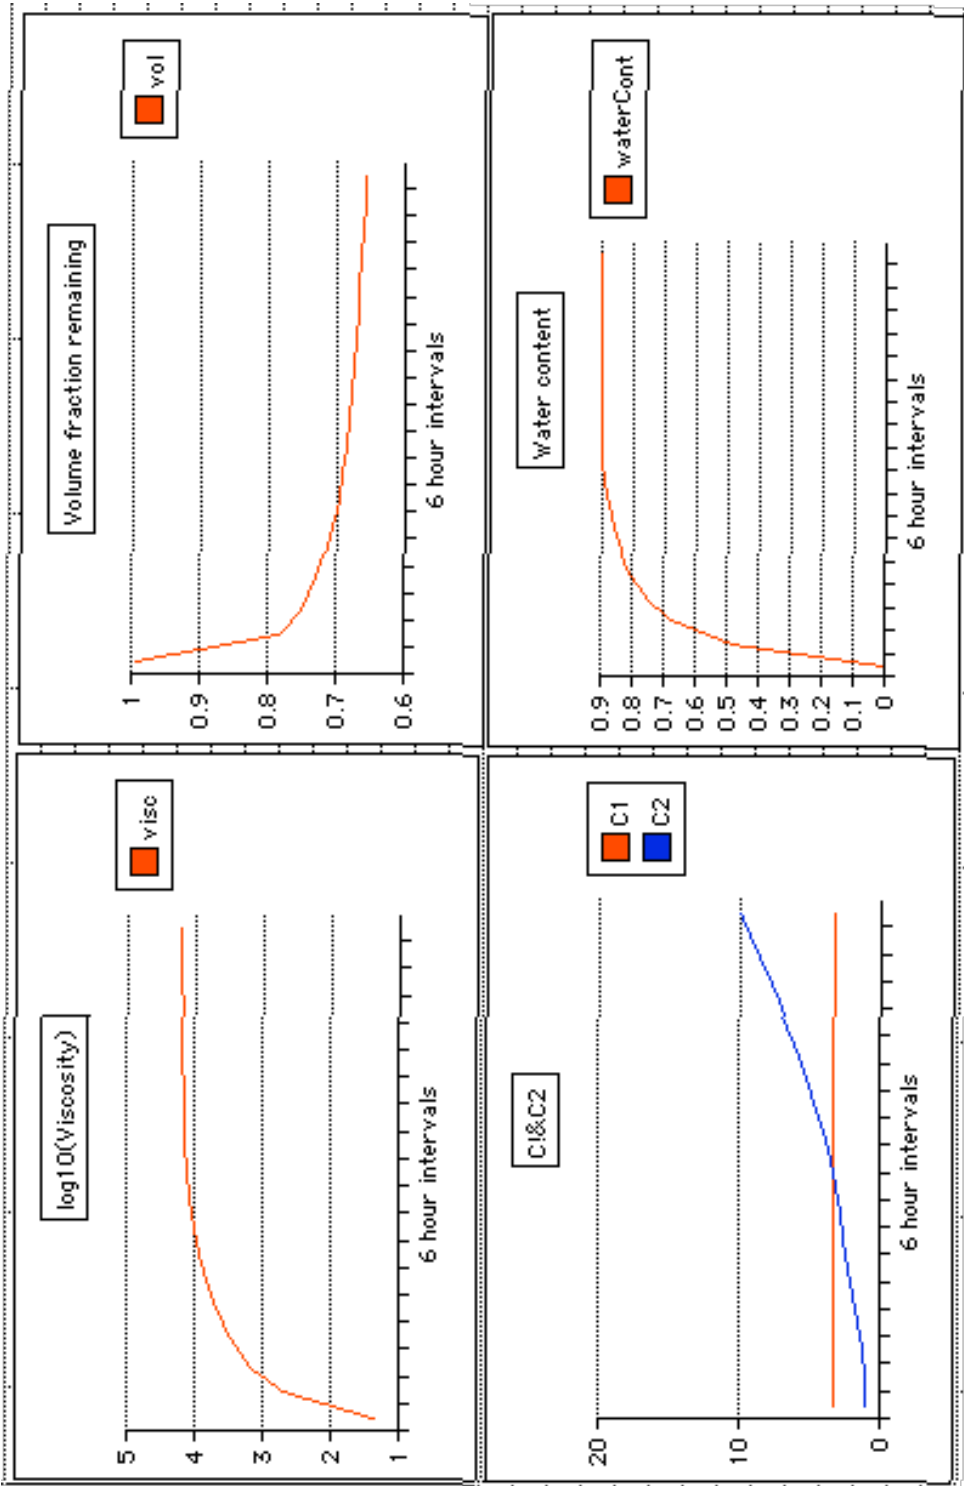 log10(Viscosity)
visc
5
4
3
2
1
6 hour intervals
Volume fraction remaining
vol
1
0.9
0.8
0.7
0.6
6 hour intervals
C!&C2
C1
C2
20
10
0
6 hour intervals
Water content
waterCont
0.9
0.8
0.7
0.6
0.5
0.4
0.3
0.2
0.1
0
6 hour intervals